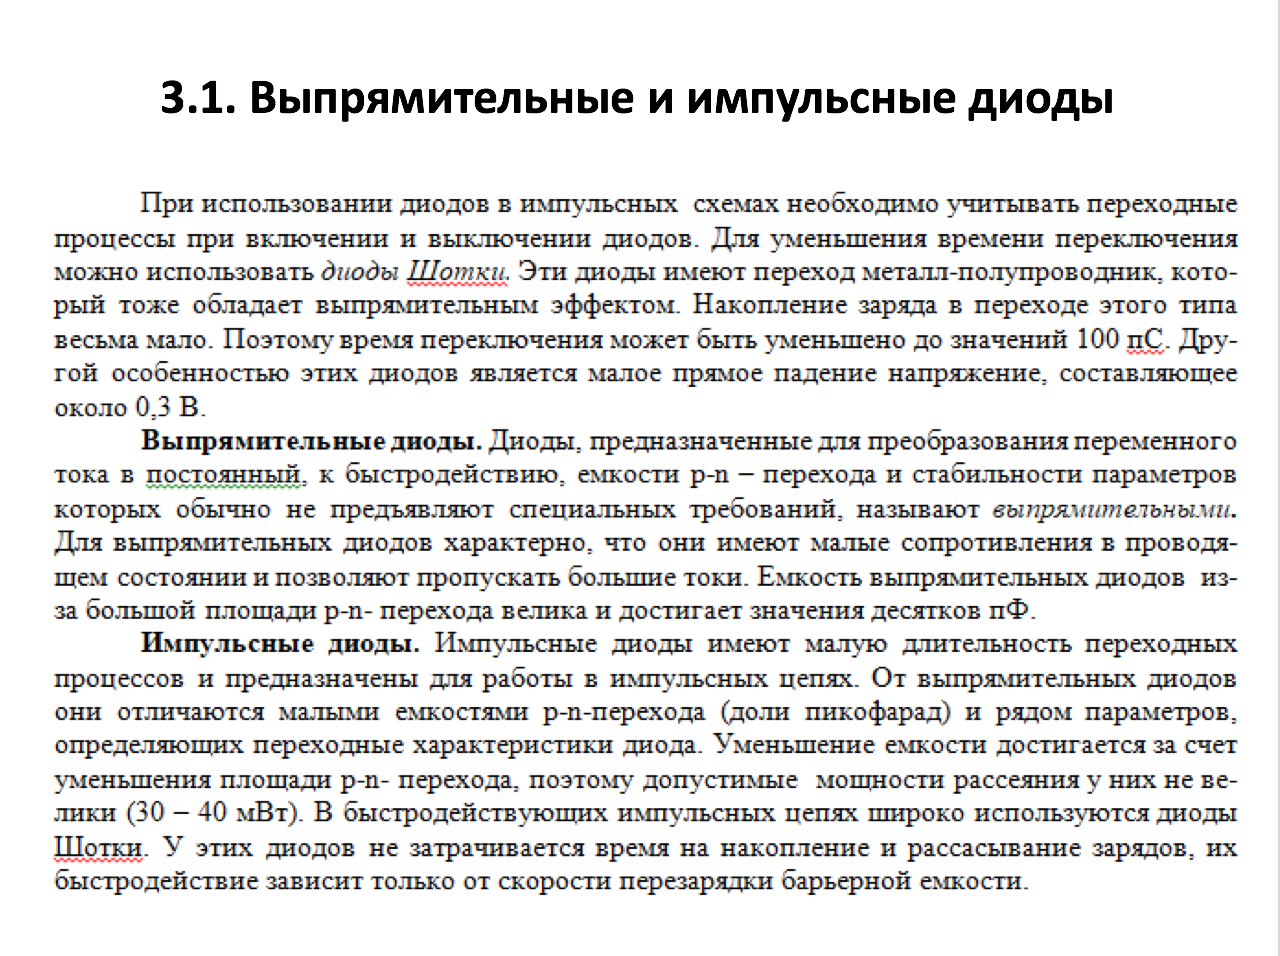 3.1. Выпрямительные и импульсные диоды
При использовании диодов в импульсных схемах необходимо учитывать переходные
процессы при включении и выключении диодов. Для уменьшения времени переключения
можно использовать диоды Шотки. Эти диоды имеют переход металл-полупроводник, кото-
рый тоже обладает выпрямительным эффектом. Накопление заряда в переходе этого типа
весьма мало. Поэтому время переключения может быть уменьшено до значений 100 пС. Дру-
гой особенностью этих диодов является малое прямое падение напряжение, составляющее
около 0,3 В.
Выпрямительные диоды. Диоды, предназначенные для преобразования переменного
тока в постоянный, к быстродействию, емкости p-n – перехода и стабильности параметров
которых обычно не предъявляют специальных требований, называют выпрямительными.
Для выпрямительных диодов характерно, что они имеют малые сопротивления в проводя-
щем состоянии и позволяют пропускать большие токи. Емкость выпрямительных диодов из-
за большой площади p-n- перехода велика и достигает значения десятков пФ.
Импульсные диоды. Импульсные диоды имеют малую длительность переходных
процессов и предназначены для работы в импульсных цепях. От выпрямительных диодов
они отличаются малыми емкостями p-n-перехода (доли пикофарад) и рядом параметров,
определяющих переходные характеристики диода. Уменьшение емкости достигается за счет
уменьшения площади p-n- перехода, поэтому допустимые мощности рассеяния у них не ве-
лики (30 – 40 мВт). В быстродействующих импульсных цепях широко используются диоды
Шотки. У этих диодов не затрачивается время на накопление и рассасывание зарядов, их
быстродействие зависит только от скорости перезарядки барьерной емкости.